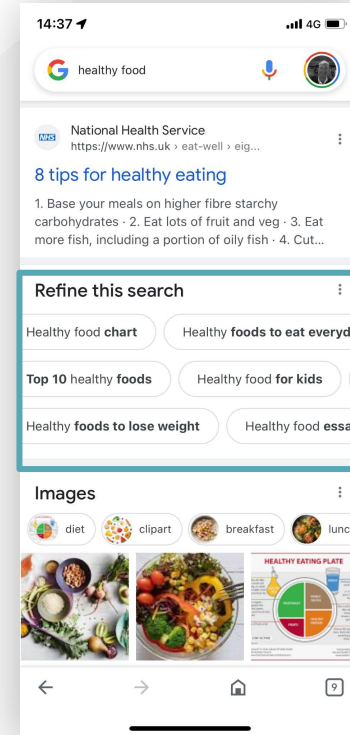 14:37
4G
healthy food
NHS
National Health Service
https://www.nhs.uk › eat-well › eig...
8 tips for healthy eating
1. Base your meals on higher fibre starchy
carbohydrates · 2. Eat lots of fruit and veg · 3. Eat
more fish, including a portion of oily fish · 4. Cut...
Refine this search
Healthy food chart Healthy foods to eat everyd
Top 10 healthy foods Healthy food for kids
Healthy foods to lose weight Healthy food essa
Images
diet clipart breakfast lunc
HEALTHY EATING PLATE
9